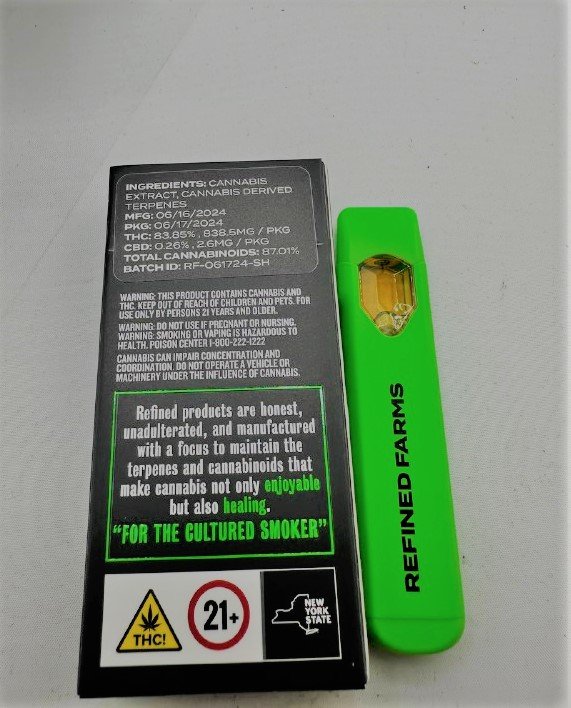 INGREDIENTS: CANNABIS
EXTRACT, CANNABIS DERIVED
TERPENES
MFG: 06/16/2024
PKG: 06/17/2024
THC: 83.85%, 838.5MG / PKG
CBD: 0.26%, 2.6MG / PKG
TOTAL CANNABINOIDS: 87.01%
BATCH ID: RF-061724-SH
WARNING: THIS PRODUCT CONTAINS CANNABIS AND
THC. KEEP OUT OF REACH OF CHILDREN AND PETS. FOR
USE ONLY BY PERSONS 21 YEARS AND OLDER.
WARNING: DO NOT USE IF PREGNANT OR NURSING.
WARNING: SMOKING OR VAPING IS HAZARDOUS TO
HEALTH. POISON CENTER 1-800-222-1222
CANNABIS CAN IMPAIR CONCENTRATION AND
COORDINATION. DO NOT OPERATE A VEHICLE OR
MACHINERY UNDER THE INFLUENCE OF CANNABIS.
Refined products are honest,
unadulterated, and manufactured
with a focus to maintain the
terpenes and cannabinoids that
make cannabis not only enjoyable
but also healing.
“FOR THE CULTURED SMOKER”
THC!
21+
NEW
YORK
STATE
REFINED FARMS